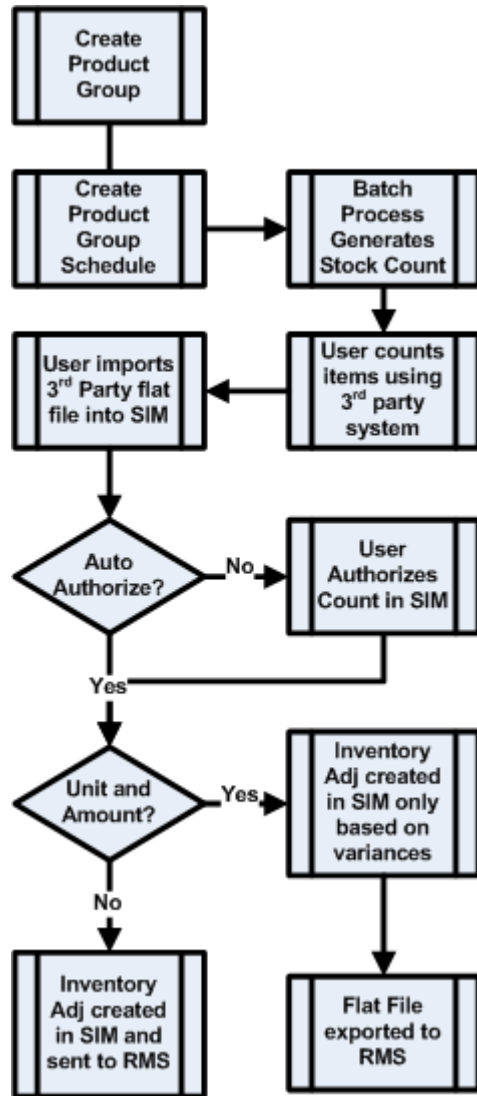 Create
Product
Group
Create
Product
Group
Schedule
Batch
Process
Generates
Stock Count
User imports
3rd Party flat
file into SIM
User counts
items using
3rd party
system
Auto
Authorize?
No
User
Authorizes
Count in SIM
Yes
Unit and
Amount?
Yes
Inventory
Adj created
in SIM only
based on
variances
No
Inventory
Adj created
in SIM and
sent to RMS
Flat File
exported to
RMS